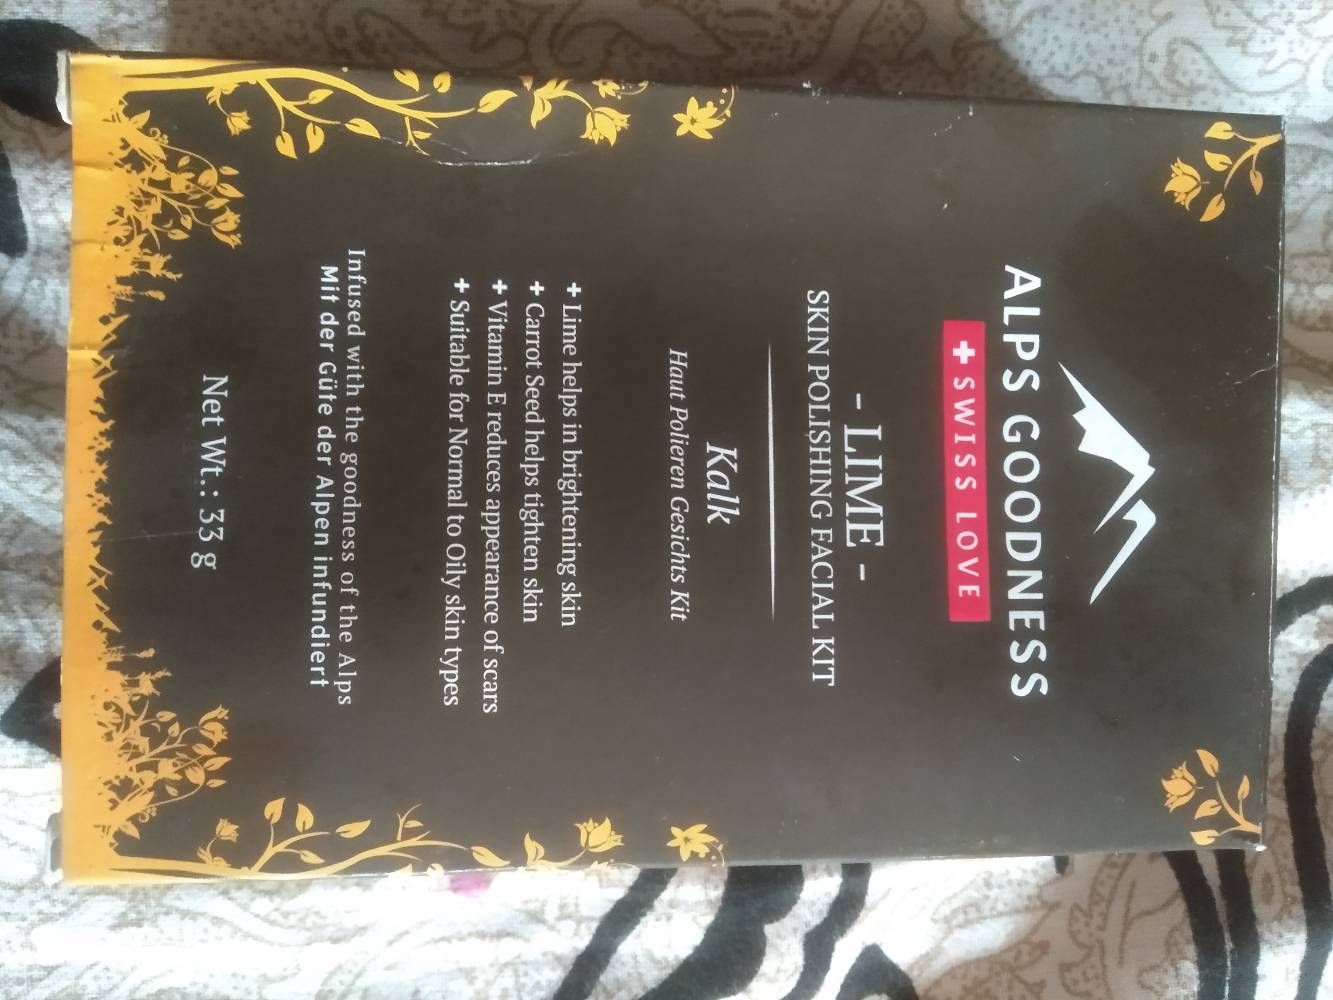 ALPS GOODNESS
+ SWISS LOVE
- LIME -
SKIN POLISHING FACIAL KIT
Kalk
Haut Polieren Gesichts Kit
+ Lime helps in brightening skin
+ Carrot Seed helps tighten skin
+ Vitamin E reduces appearance of scars
+ Suitable for Normal to Oily skin types
Infused with the goodness of the Alps
Mit der Güte der Alpen infundiert
Net Wt.: 33 g